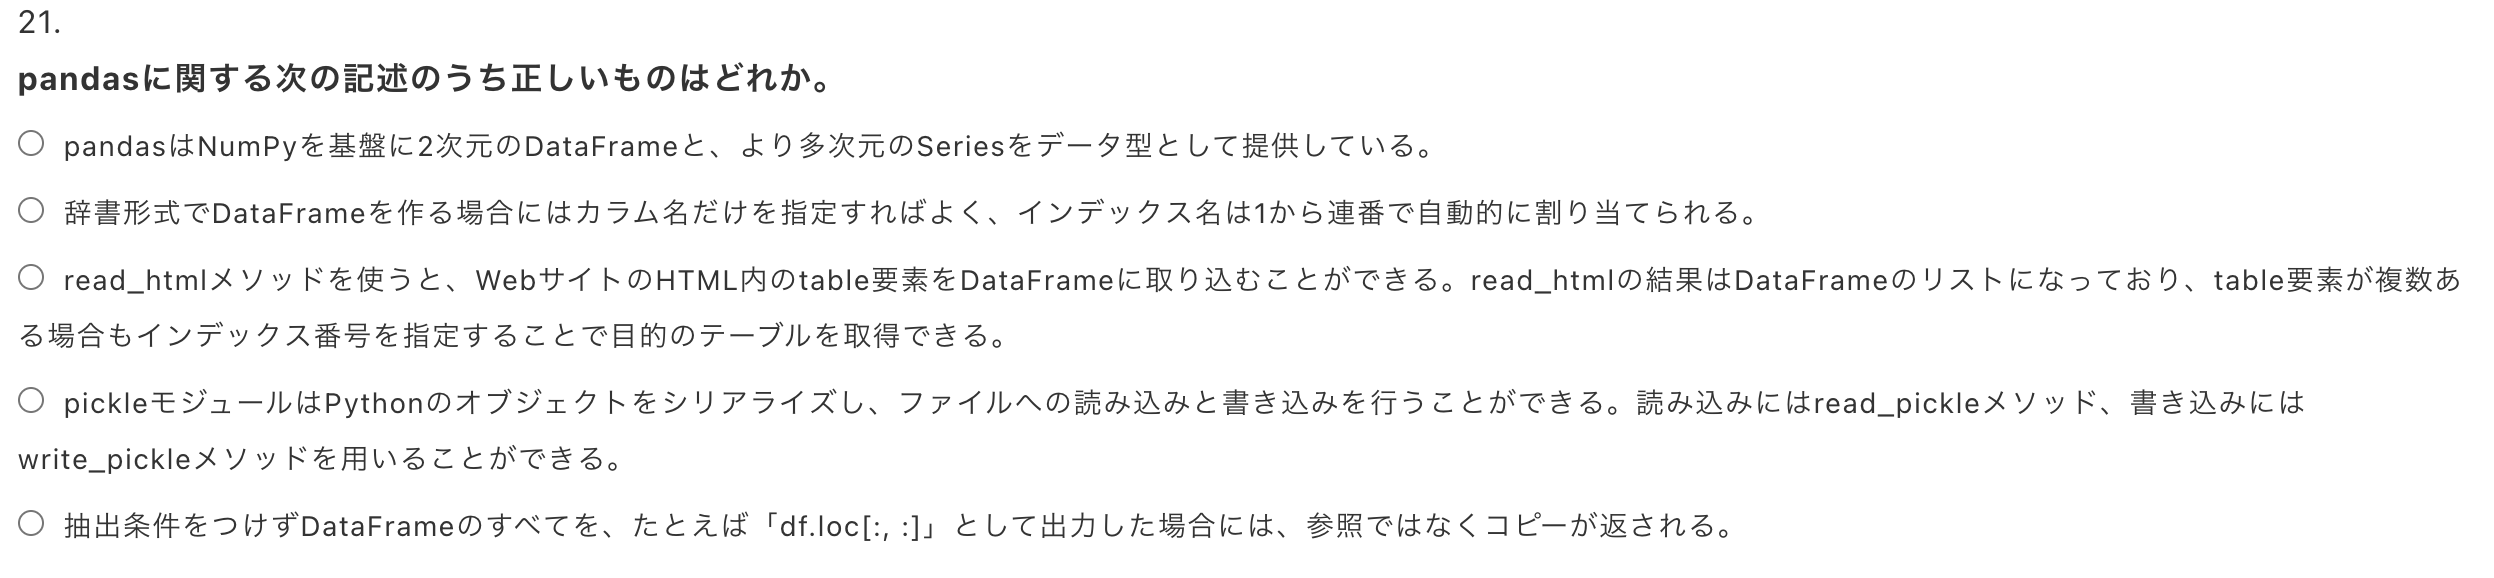 21.
pandasに関する次の記述のうち正しいものはどれか。
pandasはNumPyを基盤に2次元のDataFrameと、より多次元のSeriesをデータ型として提供している。
辞書形式でDataFrameを作る場合にはカラム名だけを指定すればよく、インデックス名は1から連番で自動的に割り当てられる。
read_htmlメソッドを使うと、WebサイトのHTML内のtable要素をDataFrameに取り込むことができる。read_htmlの結果はDataFrameのリストになっており、table要素が複数あ
る場合もインデックス番号を指定することで目的のテーブルを取得できる。
pickleモジュールはPythonのオブジェクトをシリアライズし、ファイルへの読み込みと書き込みを行うことができる。読み込みにはread_pickleメソッド、書き込みには
write_pickleメソッドを用いることができる。
抽出条件をつけずDataFrameのすべてを、たとえば「df.loc[:, :]」として出力した場合には、参照ではなくコピーが返される。